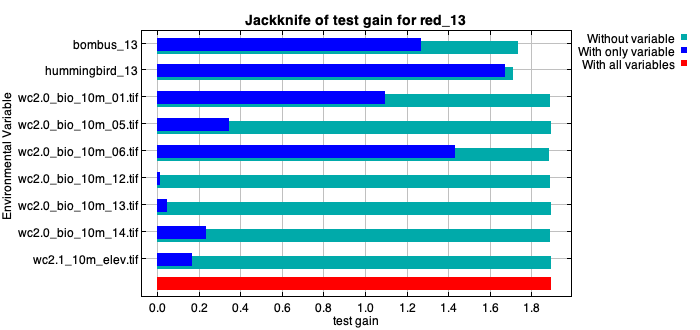 Jackknife of test gain for red_13
Without variable
With only variable
With all variables
Environmental Variable
bombus_13
hummingbird_13
wc2.0_bio_10m_01.tif
wc2.0_bio_10m_05.tif
wc2.0_bio_10m_06.tif
wc2.0_bio_10m_12.tif
wc2.0_bio_10m_13.tif
wc2.0_bio_10m_14.tif
wc2.1_10m_elev.tif
0.0 0.2 0.4 0.6 0.8 1.0 1.2 1.4 1.6 1.8
test gain